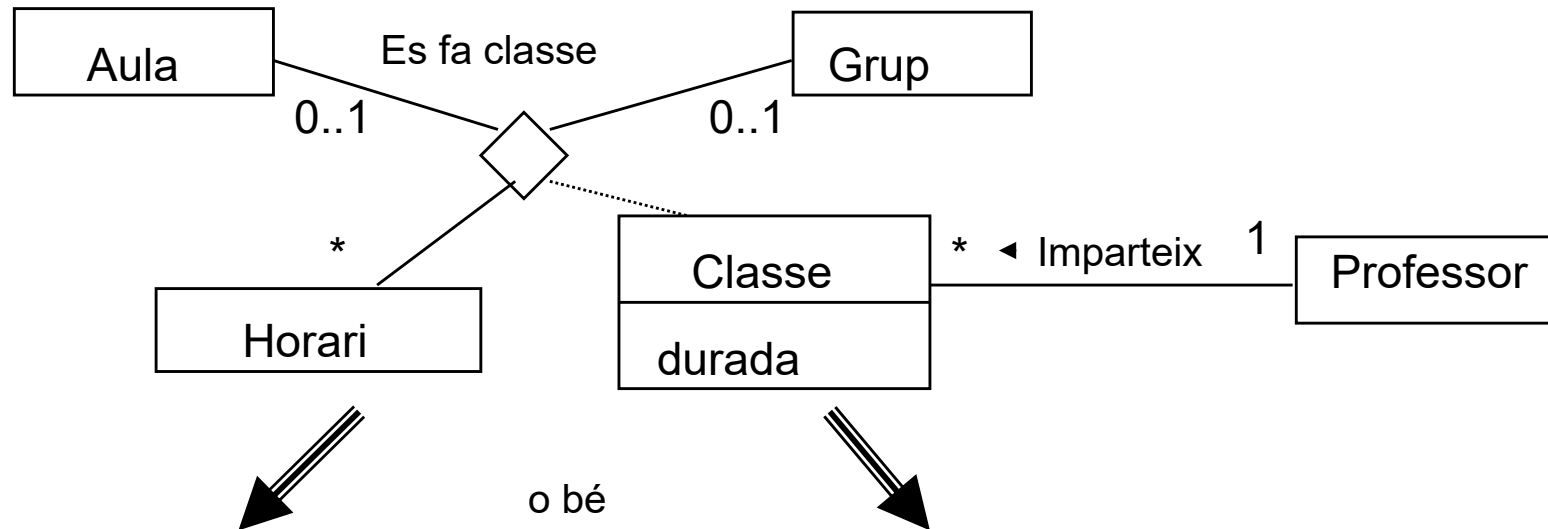 Aula
Es fa classe
Grup
0..1
0..1
*
Classe
* ◄ Imparteix 1
Professor
Horari
durada
o bé